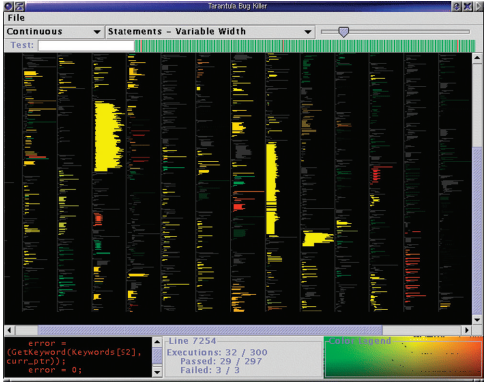 Tarantula Bug Killer
File
Continuous
Statements - Variable Width
Test:
error =
(GetKeyword(Keywords[52],
curr_ptr));
error = 0;
Line 7254
Executions: 32 / 300
Passed: 29 / 297
Failed: 3 / 3
Color Legend